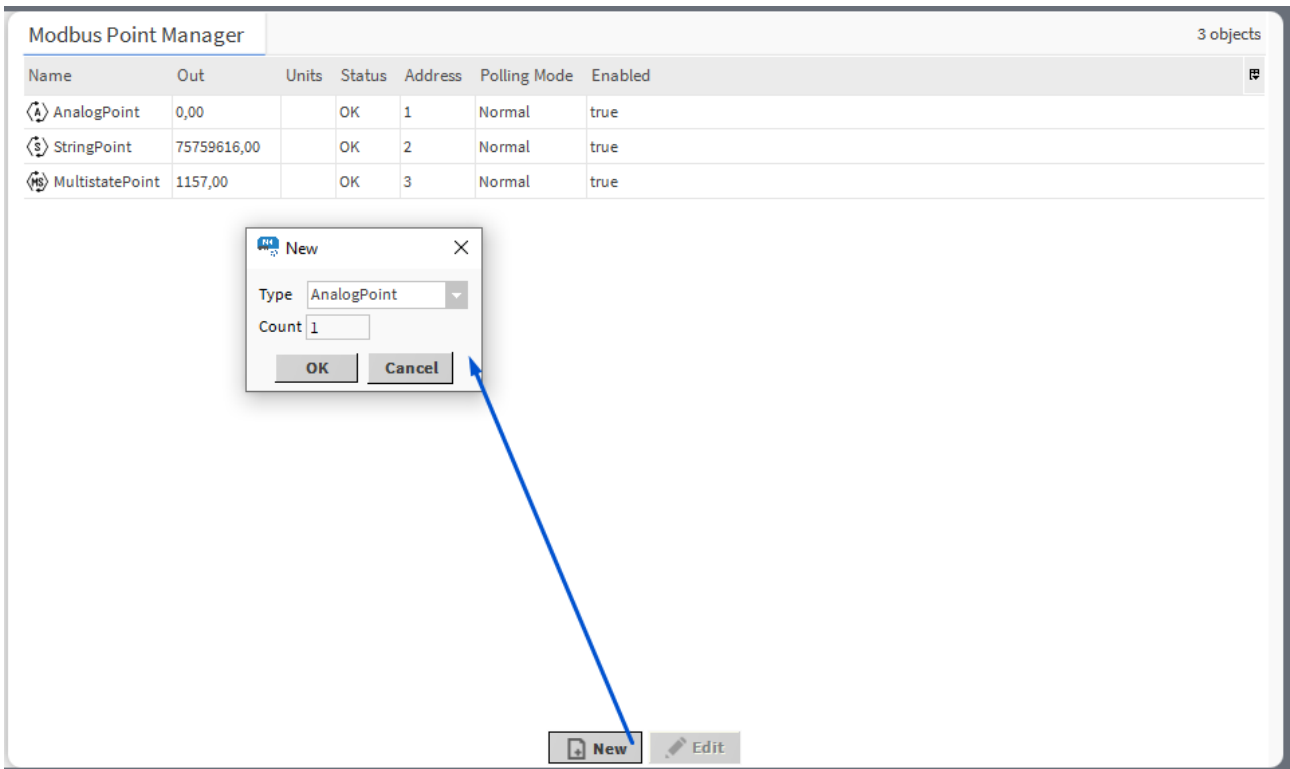 Modbus Point Manager
3 objects
Name Out Units Status Address Polling Mode Enabled
A AnalogPoint 0,00 OK 1 Normal true
S StringPoint 75759616,00 OK 2 Normal true
MS MultistatePoint 1157,00 OK 3 Normal true
N4 New
Type AnalogPoint
Count 1
OK Cancel
New Edit